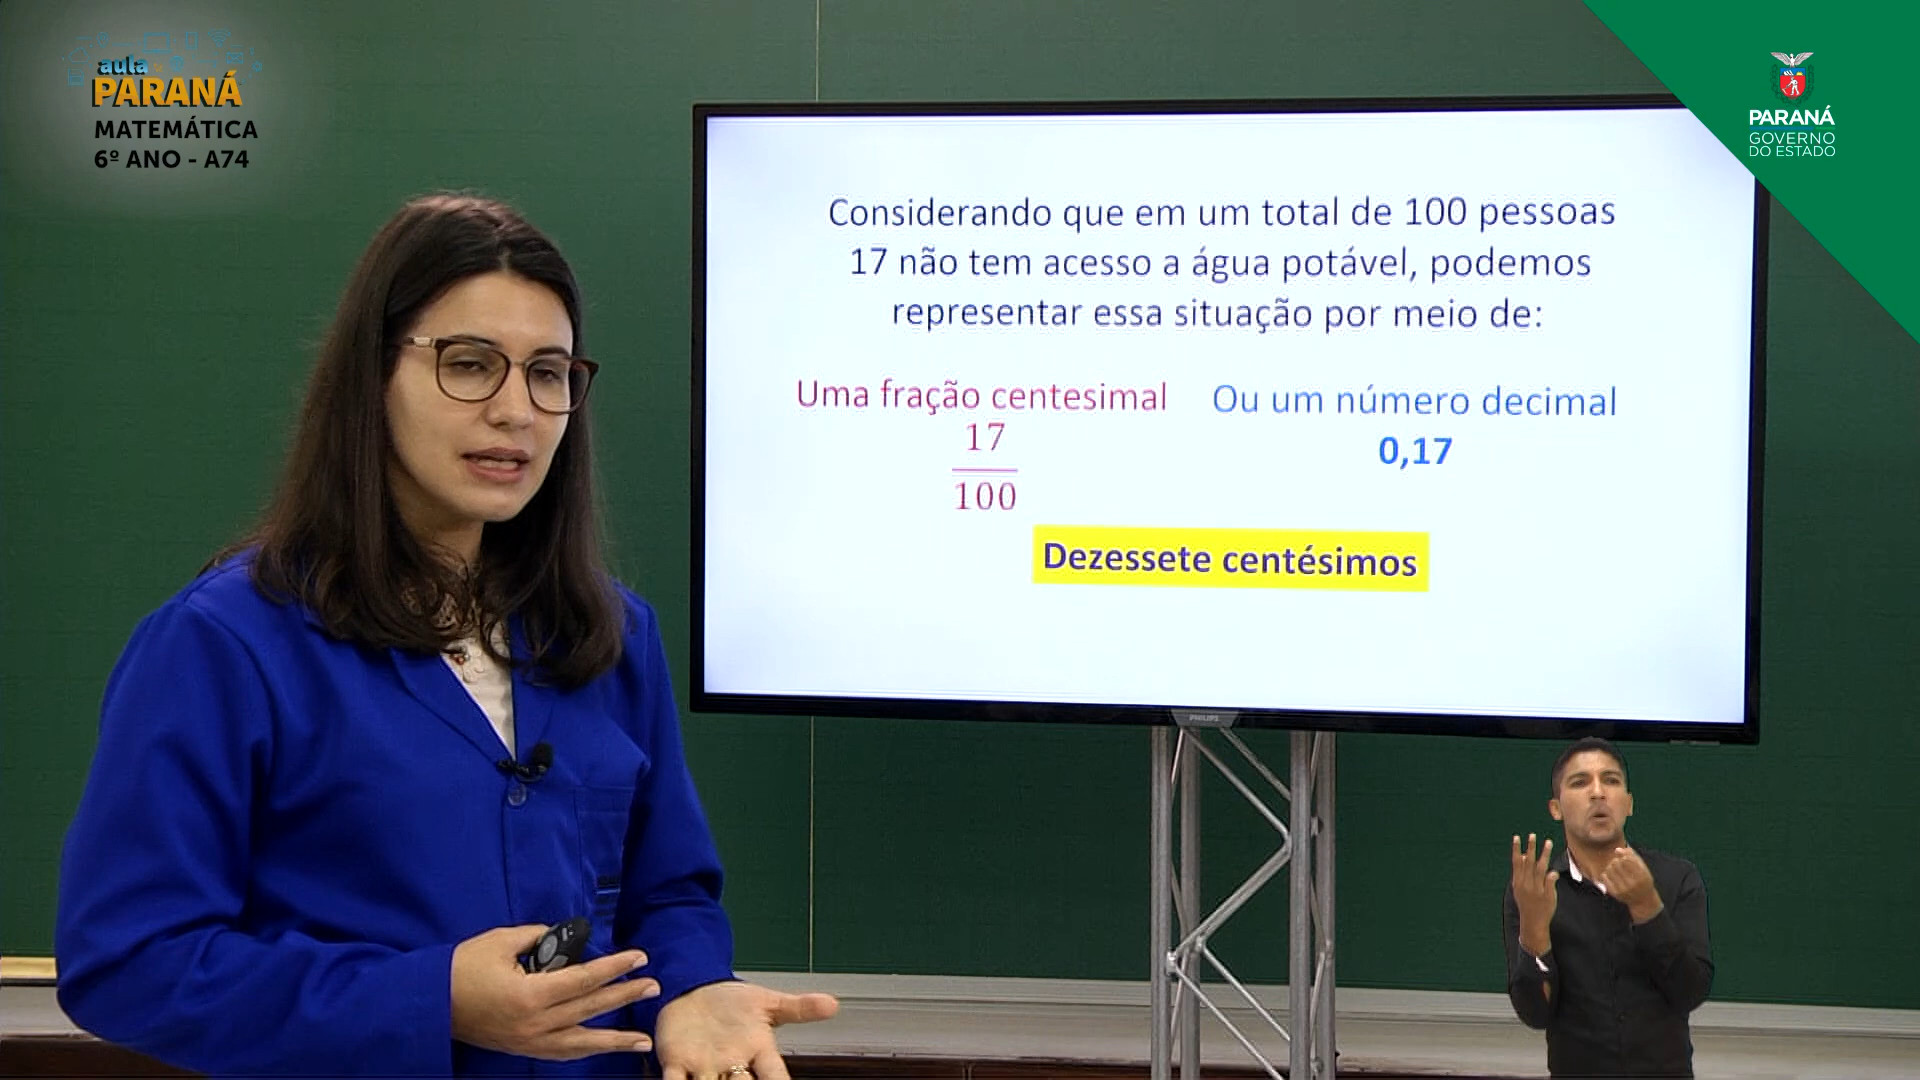 aula
PARANÁ
MATEMÁTICA
6º ANO - A74
PARANÁ
GOVERNO
DO ESTADO
Considerando que em um total de 100 pessoas
17 não tem acesso a água potável, podemos
representar essa situação por meio de:
Uma fração centesimal
17
100
Ou um número decimal
0,17
Dezessete centésimos
PHILIPS